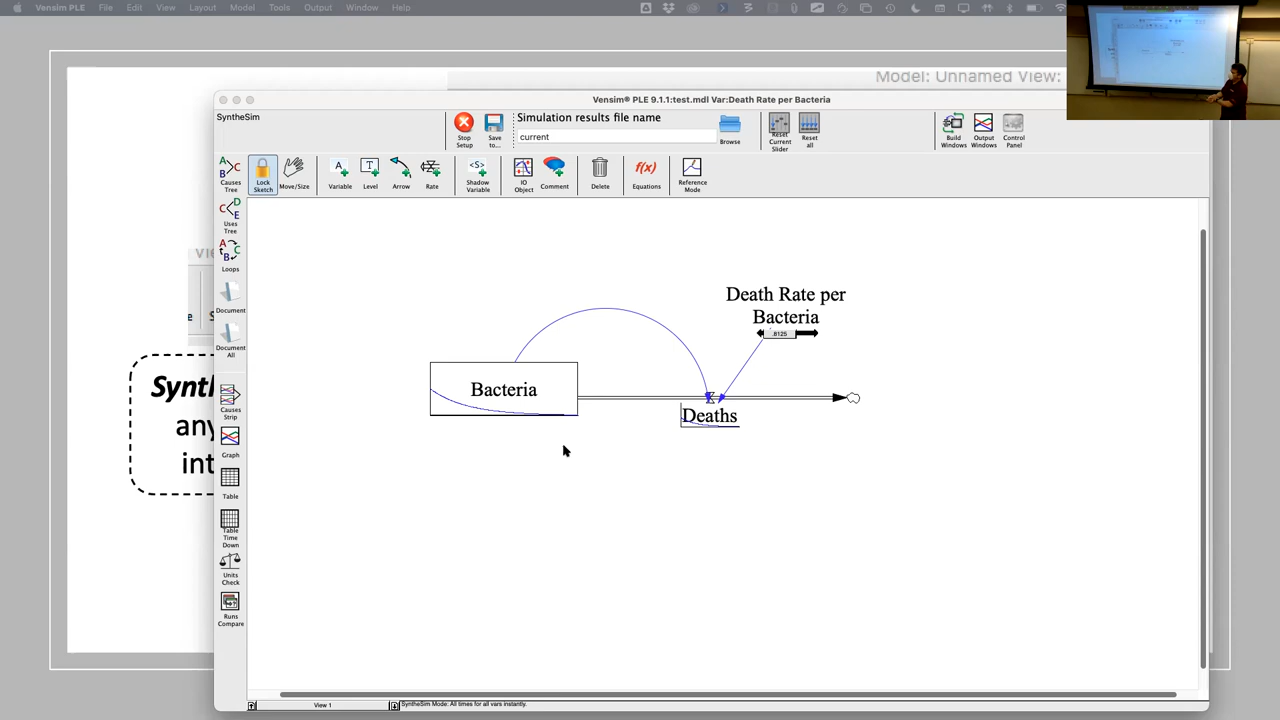 Vensim PLE File Edit View Layout Model Tools Output Window Help
Model: Unnamed View:
Vensim® PLE 9.1.1:test.mdl Var:Death Rate per Bacteria
SyntheSim
Stop Setup
Save to...
Simulation results file name
current
Browse
Reset Current Slider
Reset all
Build Windows
Output Windows
Control Panel
Causes Tree
Lock Sketch
Move/Size
Variable
Level
Arrow
Rate
Shadow Variable
IO Object
Comment
Delete
f(x)
Equations
Reference Mode
Uses Tree
Loops
Document
Document All
Causes Strip
Graph
Table
Table Time Down
Units Check
Runs Compare
Death Rate per
Bacteria
.8125
Bacteria
Deaths
Synth
any
int
View 1
SyntheSim Mode: All times for all vars instantly.